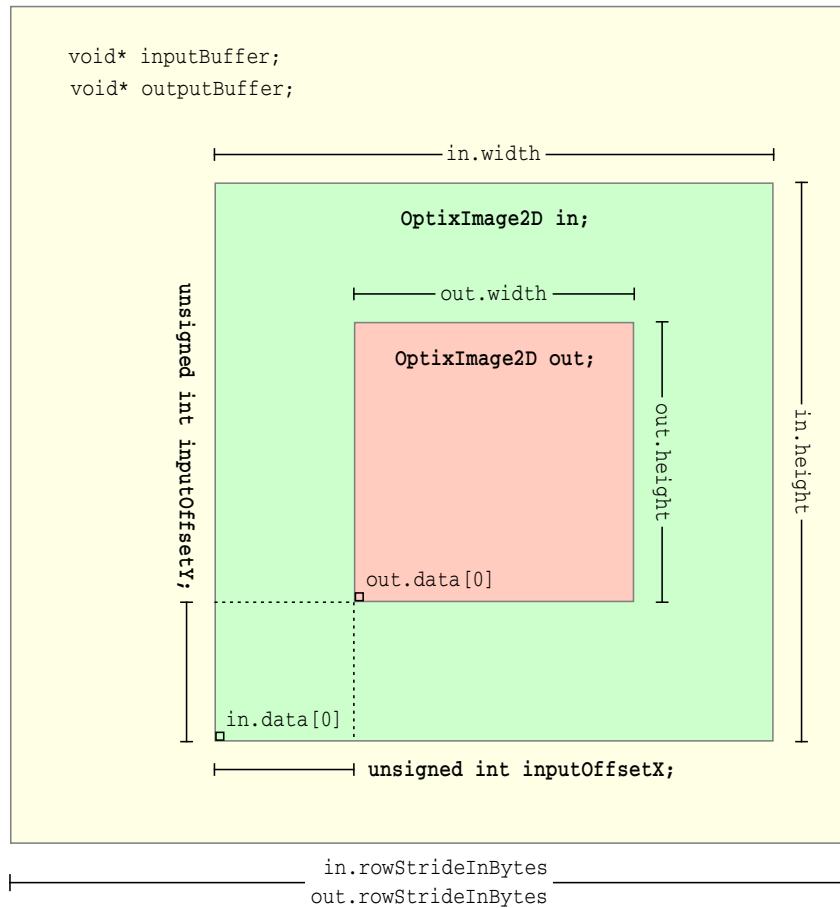 void* inputBuffer;
void* outputBuffer;
in.width
OptixImage2D in;
out.width
unsigned int inputOffsetY;
OptixImage2D out;
out.height
in.height
out.data[0]
in.data[0]
unsigned int inputOffsetX;
in.rowStrideInBytes
out.rowStrideInBytes